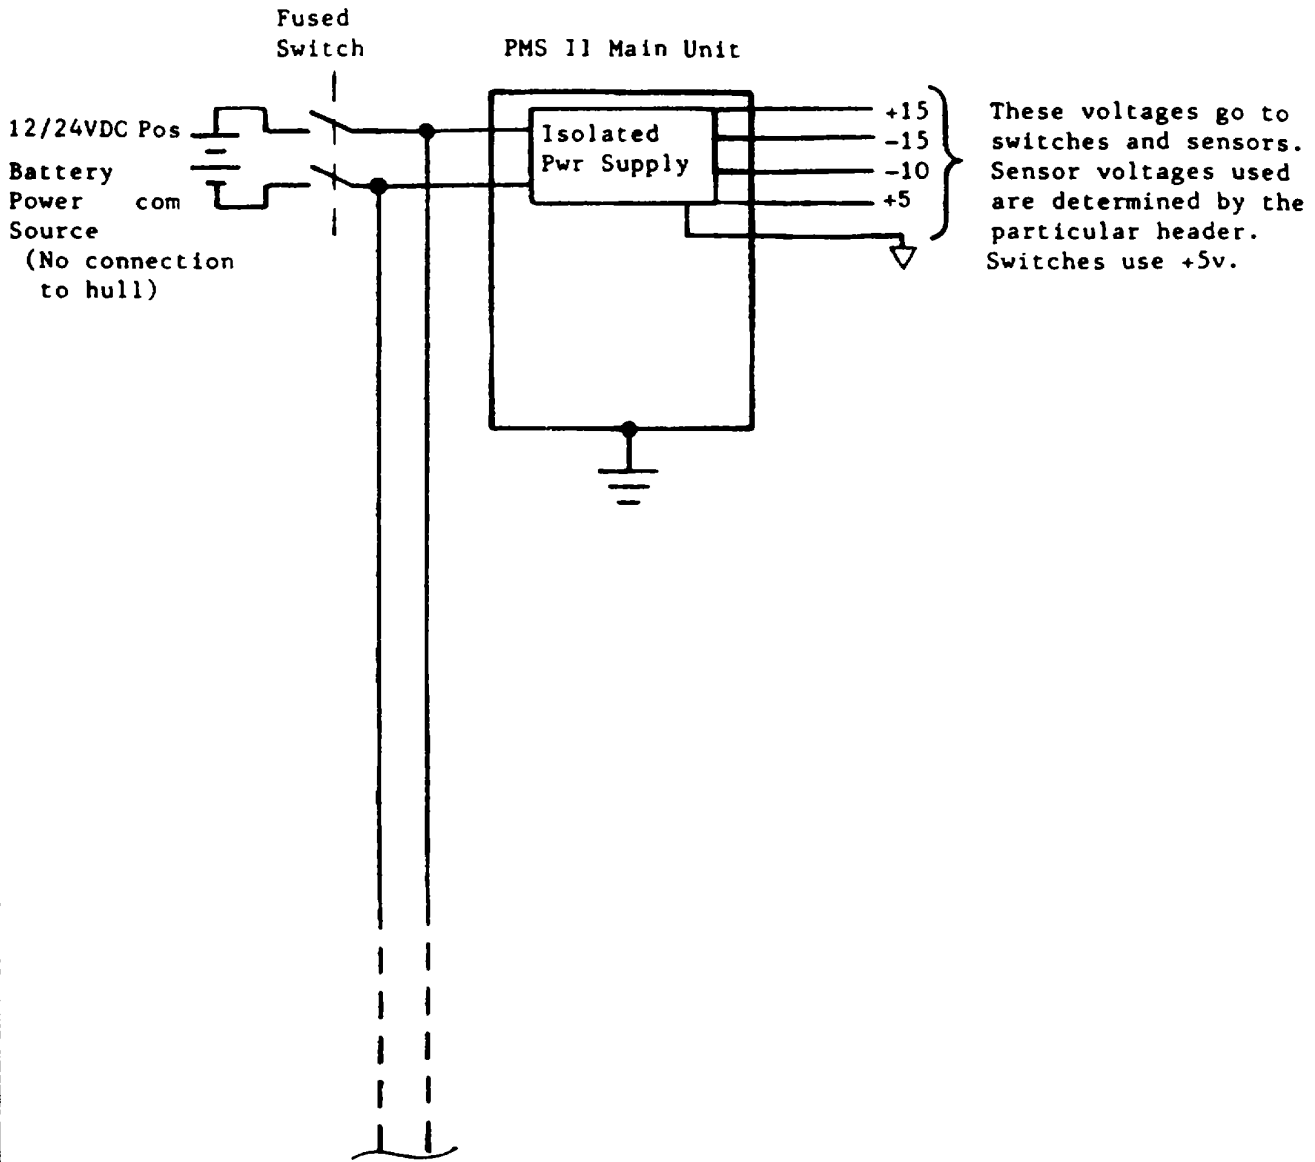 Fused
Switch
PMS II Main Unit
12/24VDC Pos
Battery
Power com
Source
(No connection
to hull)
Isolated
Pwr Supply
+15
-15
-10
+5
These voltages go to
switches and sensors.
Sensor voltages used
are determined by the
particular header.
Switches use +5v.